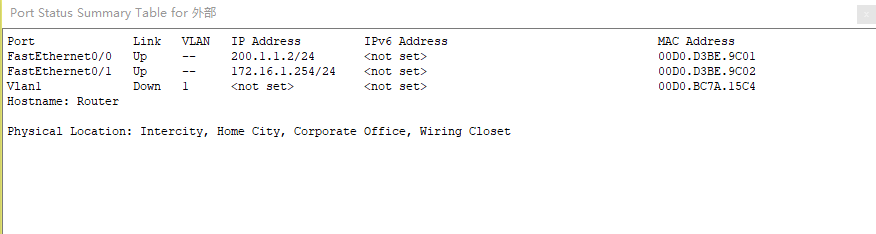 Port Status Summary Table for 外部
Port Link VLAN IP Address IPv6 Address MAC Address
FastEthernet0/0 Up -- 200.1.1.2/24 <not set> 00D0.D3BE.9C01
FastEthernet0/1 Up -- 172.16.1.254/24 <not set> 00D0.D3BE.9C02
Vlan1 Down 1 <not set> <not set> 00D0.BC7A.15C4
Hostname: Router
Physical Location: Intercity, Home City, Corporate Office, Wiring Closet